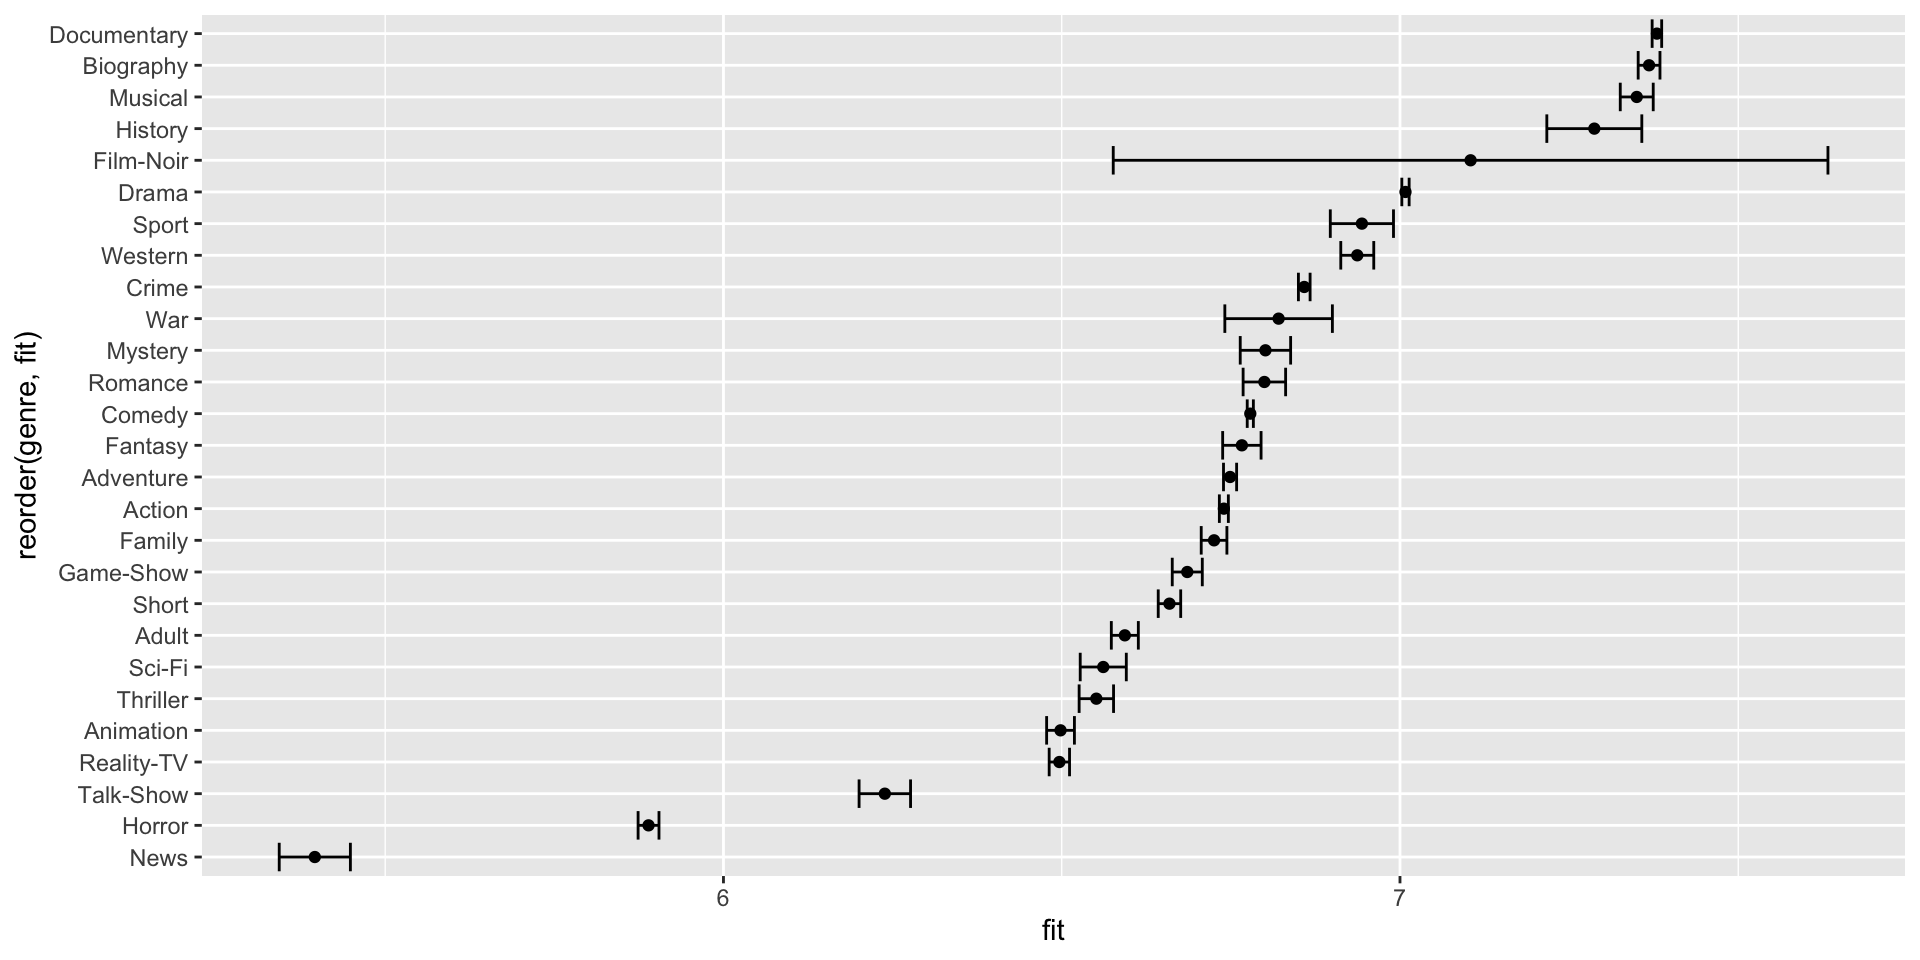 Documentary
Biography
Musical
History
Film-Noir
Drama
Sport
Western
Crime
War
Mystery
Romance
Comedy
Fantasy
Adventure
Action
Family
Game-Show
Short
Adult
Sci-Fi
Thriller
Animation
Reality-TV
Talk-Show
Horror
News
reorder(genre, fit)
6 7
fit